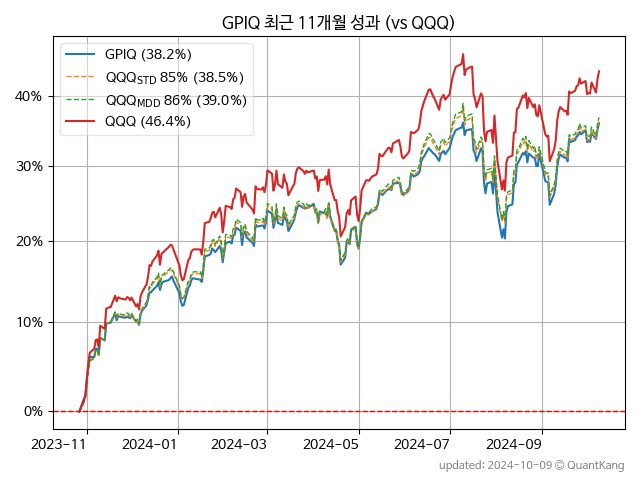 GPIQ 최근 11개월 성과 (vs QQQ)
GPIQ (38.2%)
QQQSTD 85% (38.5%)
QQQMDD 86% (39.0%)
QQQ (46.4%)
40%
30%
20%
10%
0%
2023-11 2024-01 2024-03 2024-05 2024-07 2024-09
updated: 2024-10-09 © QuantKang